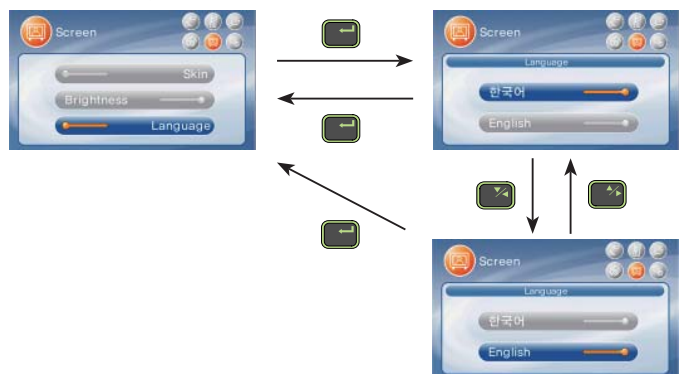 Screen
Skin
Brightness
Language
Screen
Language
한국어
English
Screen
Language
한국어
English